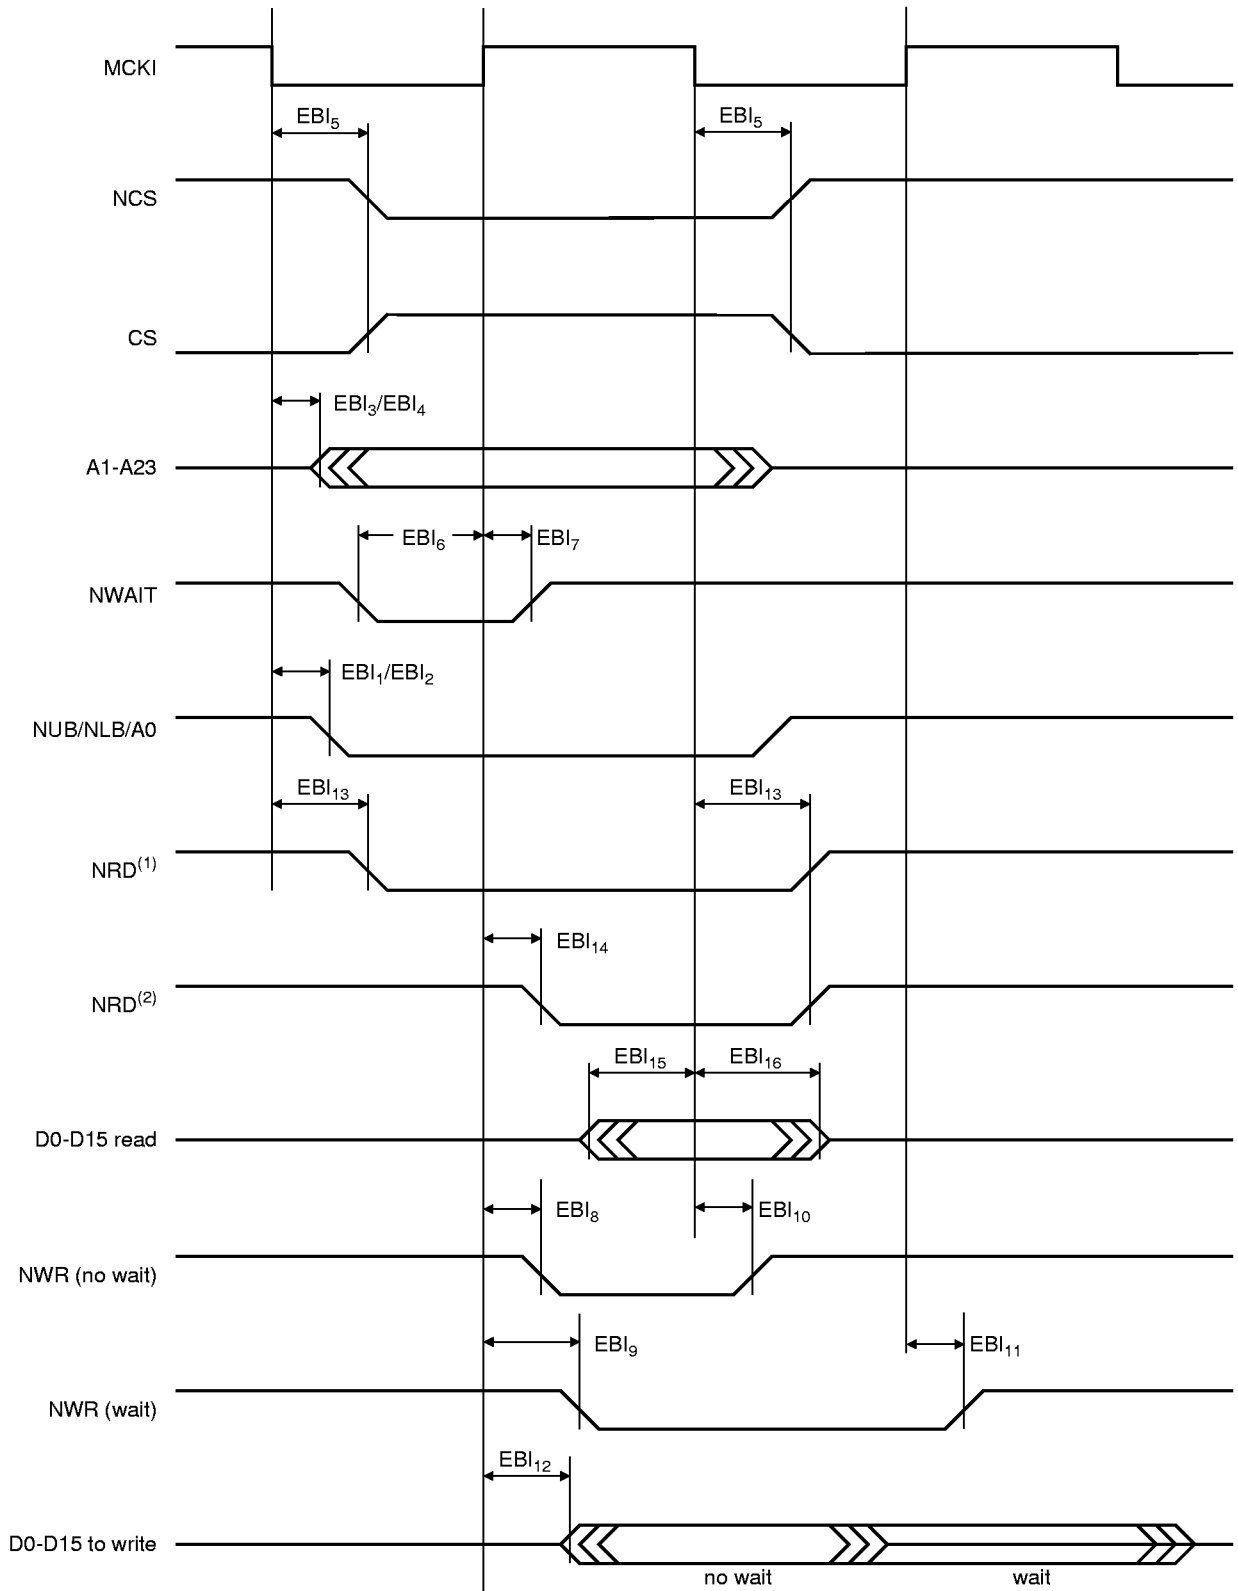 MCKI
EBI5 EBI5
NCS
CS
EBI3/EBI4
A1-A23
EBI6 EBI7
NWAIT
EBI1/EBI2
NUB/NLB/A0
EBI13 EBI13
NRD(1)
EBI14
NRD(2)
EBI15 EBI16
D0-D15 read
EBI8 EBI10
NWR (no wait)
EBI9 EBI11
NWR (wait)
EBI12
D0-D15 to write
no wait wait